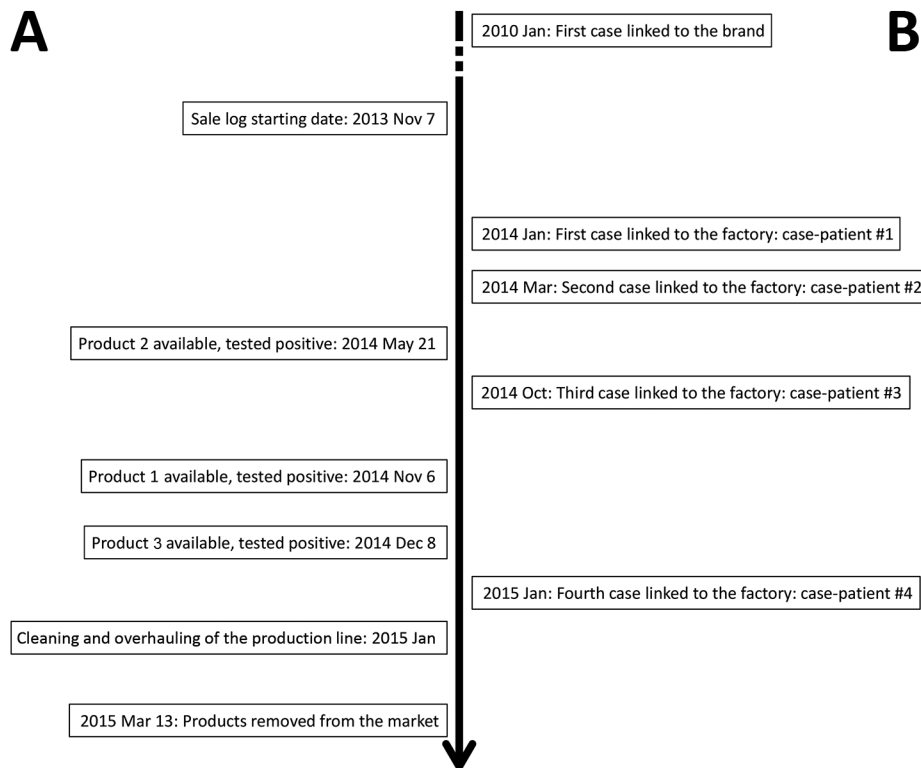 A
B
2010 Jan: First case linked to the brand
Sale log starting date: 2013 Nov 7
2014 Jan: First case linked to the factory: case-patient #1
2014 Mar: Second case linked to the factory: case-patient #2
Product 2 available, tested positive: 2014 May 21
2014 Oct: Third case linked to the factory: case-patient #3
Product 1 available, tested positive: 2014 Nov 6
Product 3 available, tested positive: 2014 Dec 8
2015 Jan: Fourth case linked to the factory: case-patient #4
Cleaning and overhauling of the production line: 2015 Jan
2015 Mar 13: Products removed from the market